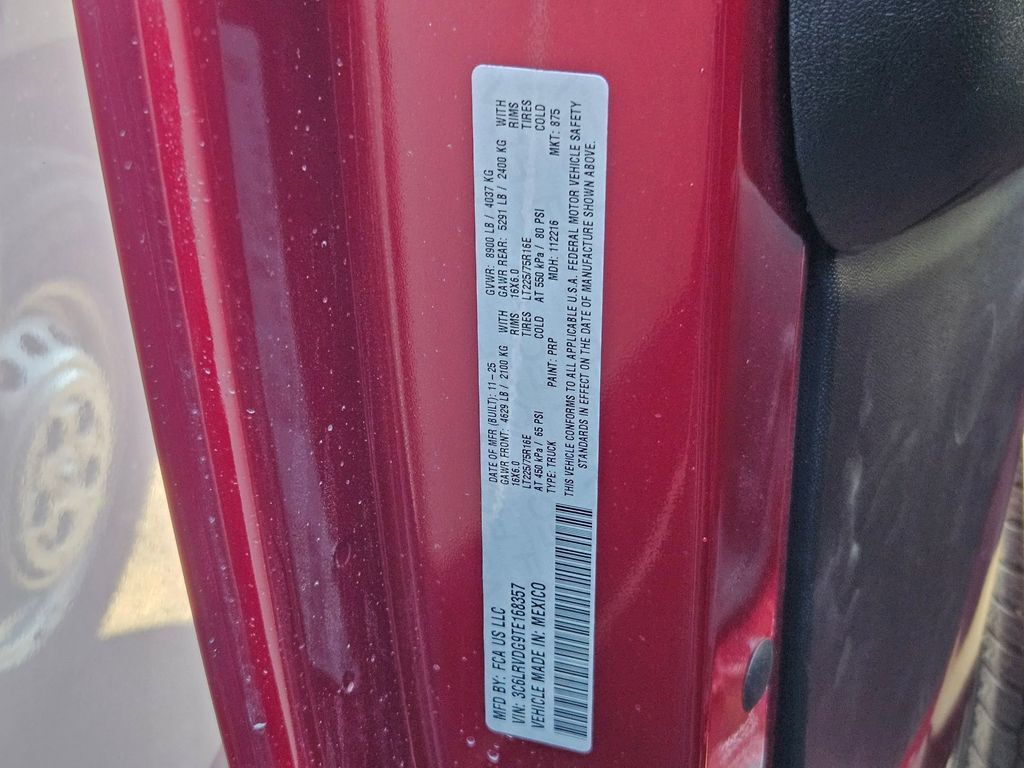 MFD BY: FCA US LLC
VIN: 3C6LRVDG9TE168357
VEHICLE MADE IN: MEXICO
DATE OF MFR (BUILT): 11-25 GVWR: 8900 LB / 4037 KG
GAWR FRONT: 4629 LB / 2100 KG WITH GAWR REAR: 5291 LB / 2400 KG WITH
16X6.0 RIMS 16X6.0 RIMS
LT225/75R16E TIRES LT225/75R16E TIRES
AT 450 kPa / 65 PSI COLD AT 550 kPa / 80 PSI COLD
TYPE: TRUCK PAINT: PRP MDH: 112216 MKT: 875
THIS VEHICLE CONFORMS TO ALL APPLICABLE U.S.A. FEDERAL MOTOR VEHICLE SAFETY
STANDARDS IN EFFECT ON THE DATE OF MANUFACTURE SHOWN ABOVE.